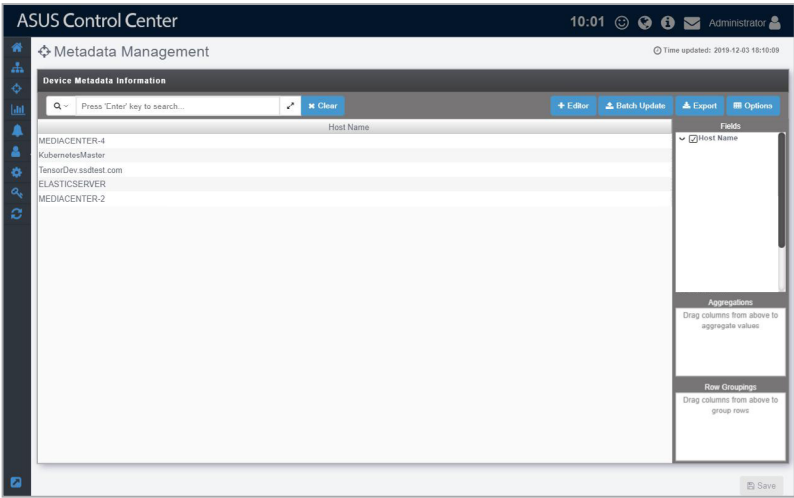 ASUS Control Center
10:01
Administrator
Metadata Management
Time updated: 2019-12-03 18:10:09
Device Metadata Information
Press 'Enter' key to search...
Clear
Editor
Batch Update
Export
Options
Host Name
MEDIACENTER-4
KubernetesMaster
TensorDev.ssdtest.com
ELASTICSERVER
MEDIACENTER-2
Fields
Host Name
Aggregations
Drag columns from above to
aggregate values
Row Groupings
Drag columns from above to
group rows
Save